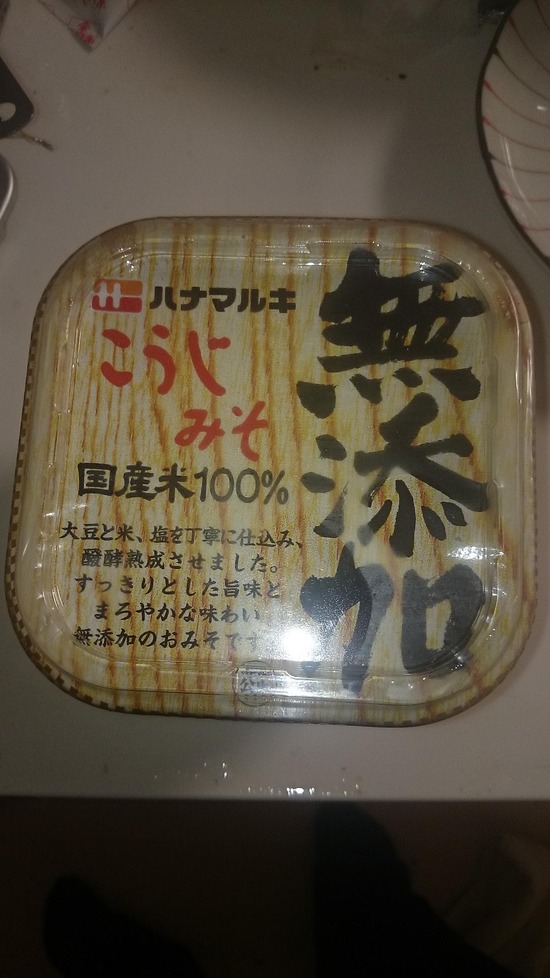 ハナマルキ
こうじ
みそ
国産米100%
大豆と米、塩を丁寧に仕込み、
醗酵熟成させました。
すっきりとした旨味と
まろやかな味わい
無添加のおみそです
無添加